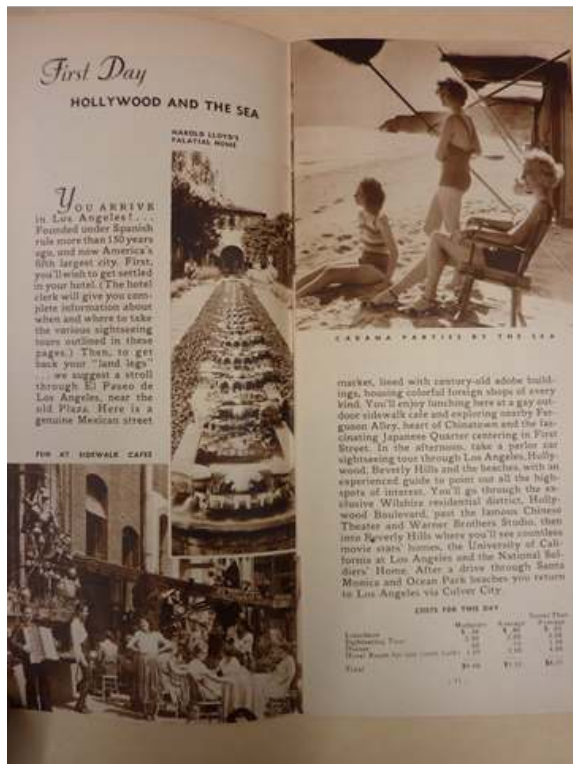 First Day
HOLLYWOOD AND THE SEA
HAROLD LLOYD'S
PALATIAL HOME
YOU ARRIVE
in Los Angeles! . . .
Founded under Spanish
rule more than 150 years
ago, and now America's
fifth largest city. First,
you'll wish to get settled
in your hotel. (The hotel
clerk will give you com-
plete information about
when and where to take
the various sightseeing
tours outlined in these
pages.) Then, to get
back your "land legs"
. . . we suggest a stroll
through El Paseo de
Los Angeles, near the
old Plaza. Here is a
genuine Mexican street
FUN AT SIDEWALK CAFES
CABANA PARTIES BY THE SEA
market, lined with century-old adobe build-
ings, housing colorful foreign shops of every
kind. You'll enjoy lunching here at a gay out-
door sidewalk cafe and exploring nearby Fer-
guson Alley, heart of Chinatown and the fas-
cinating Japanese Quarter centering in First
Street. In the afternoon, take a parlor car
sightseeing tour through Los Angeles, Holly-
wood, Beverly Hills and the beaches, with an
experienced guide to point out all the high-
spots of interest. You'll go through the ex-
clusive Wilshire residential district, Holly-
wood Boulevard, past the famous Chinese
Theater and Warner Brothers Studio, then
into Beverly Hills where you'll see countless
movie stars' homes, the University of Cali-
fornia at Los Angeles and the National Sol-
diers' Home. After a drive through Santa
Monica and Ocean Park beaches you return
to Los Angeles via Culver City.
COSTS FOR THIS DAY
Moderate Average
Luncheon
Sightseeing Tour
Dinner
Total